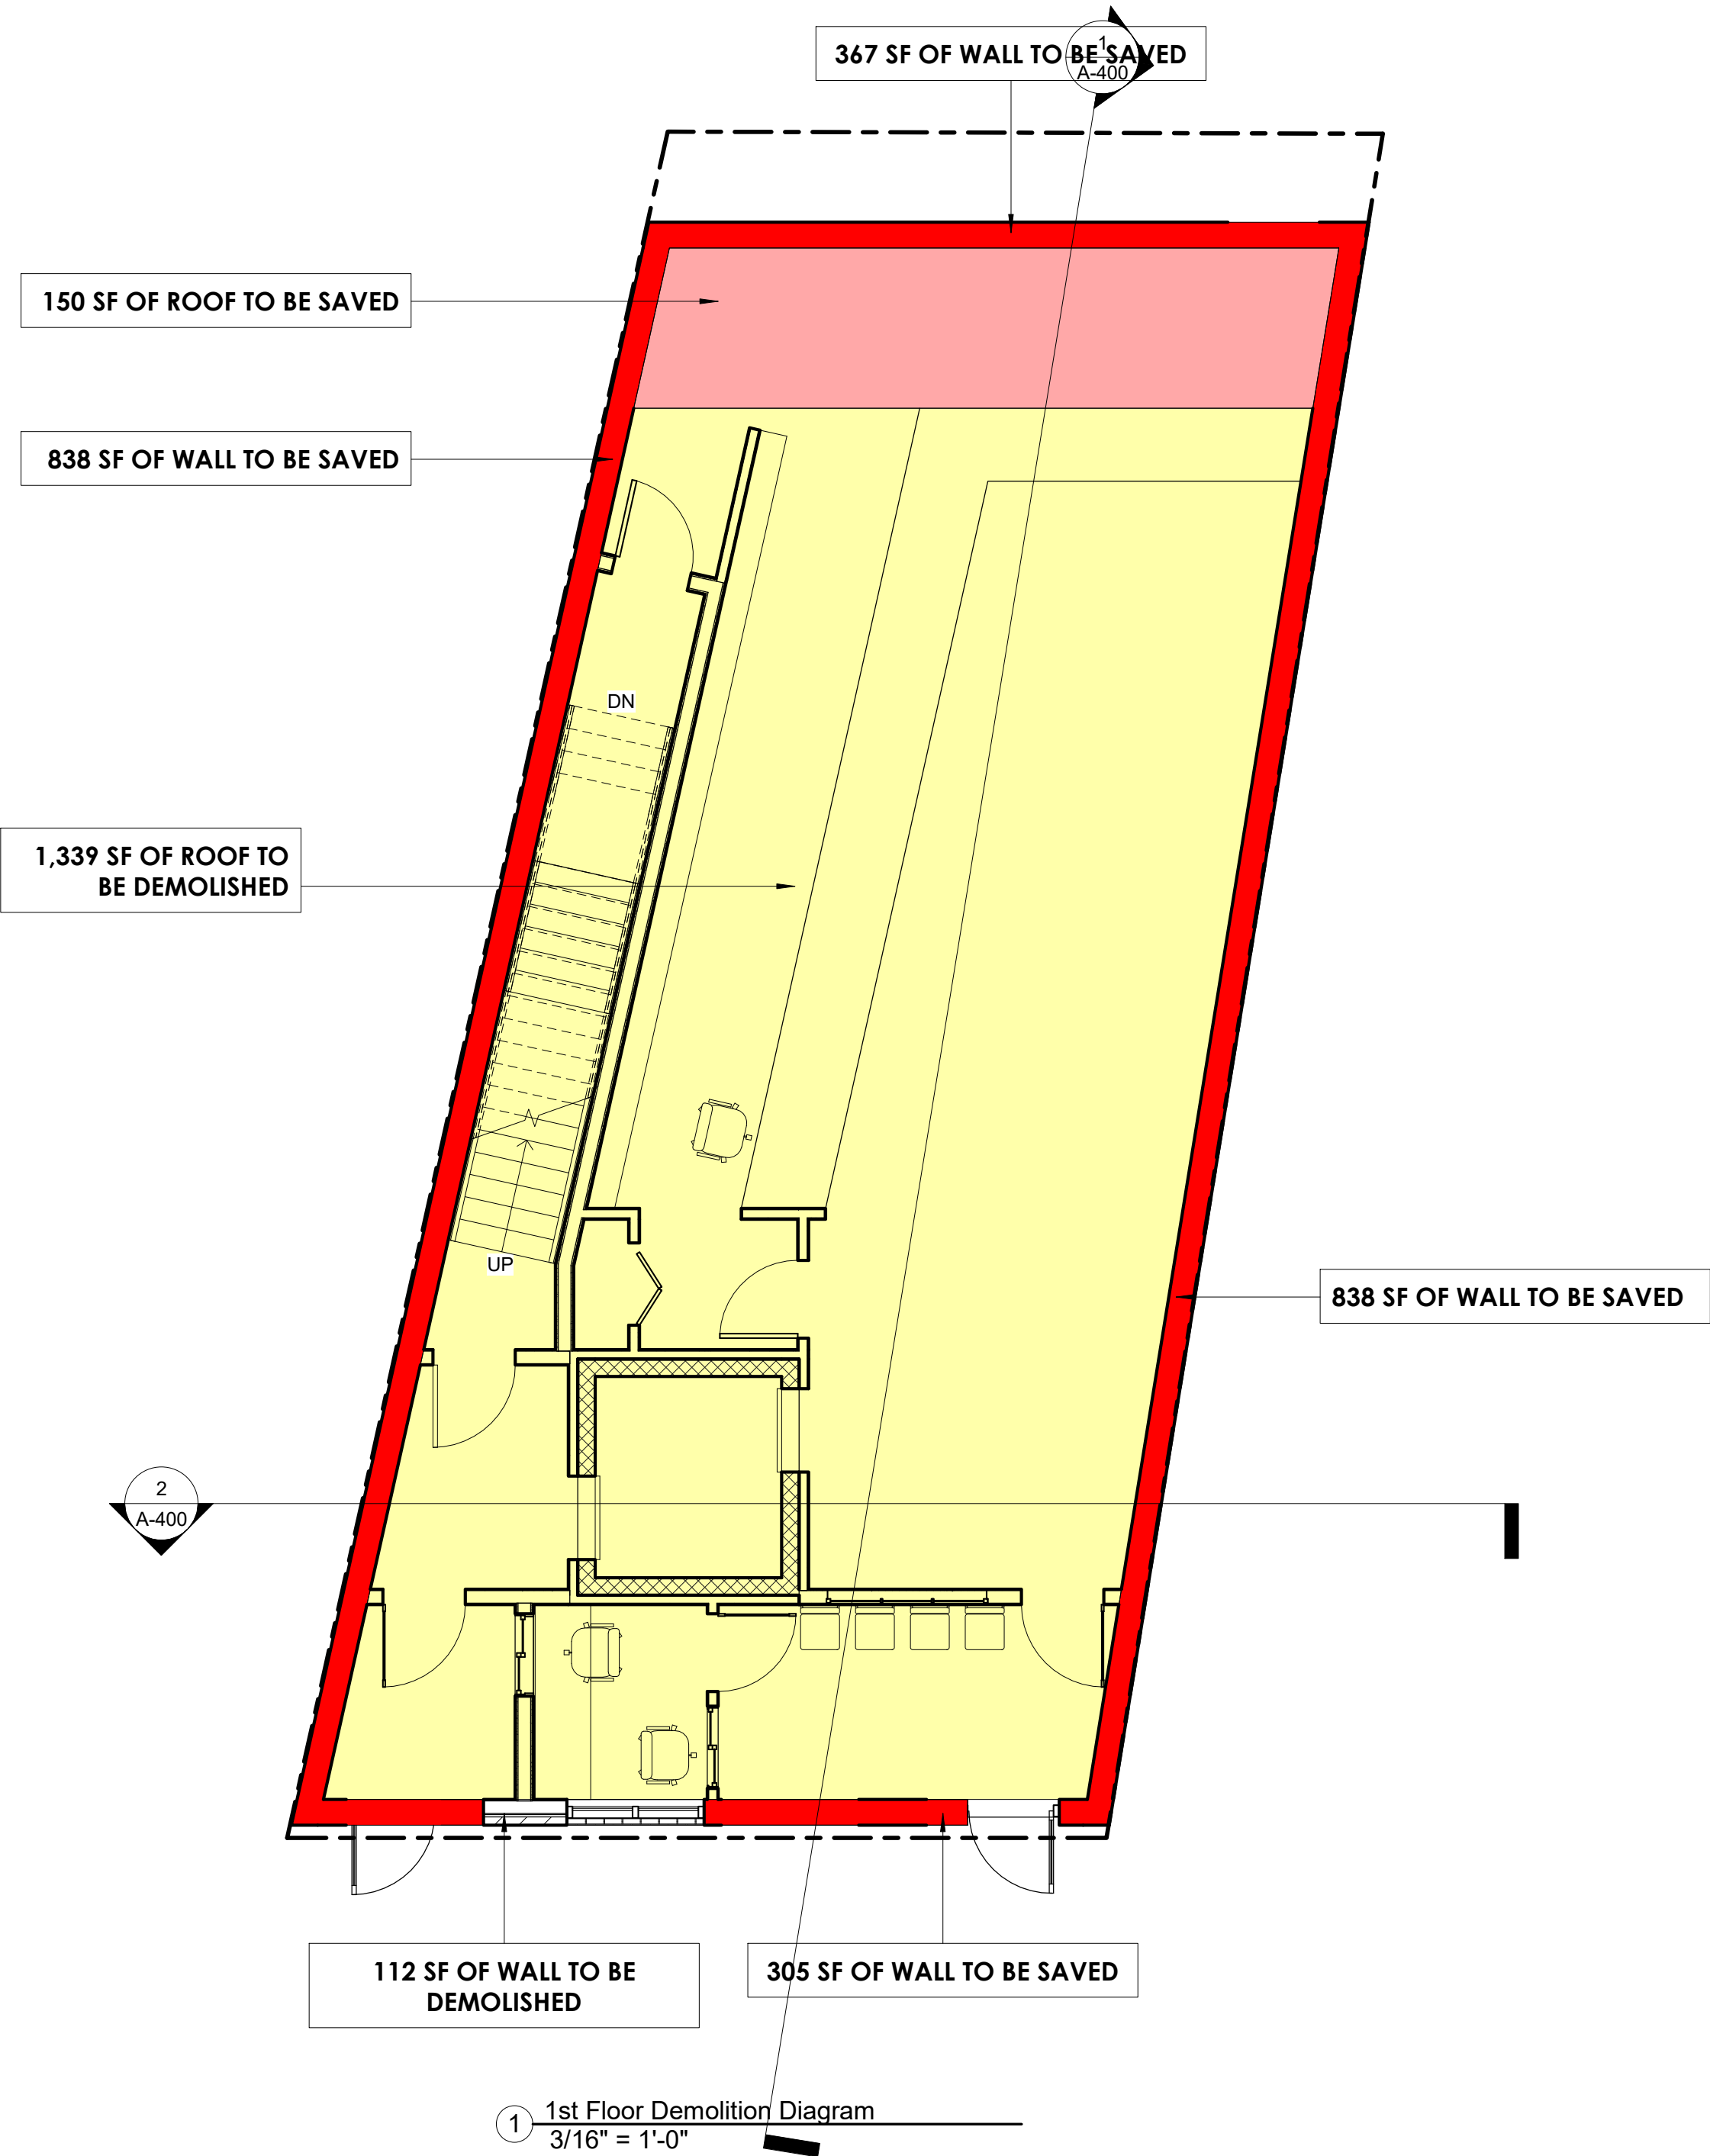 367 SF OF WALL TO BE SAVED
1
A-400
150 SF OF ROOF TO BE SAVED
838 SF OF WALL TO BE SAVED
DN
1,339 SF OF ROOF TO
BE DEMOLISHED
UP
838 SF OF WALL TO BE SAVED
2
A-400
112 SF OF WALL TO BE
DEMOLISHED
305 SF OF WALL TO BE SAVED
1
1st Floor Demolition Diagram
3/16" = 1'-0"